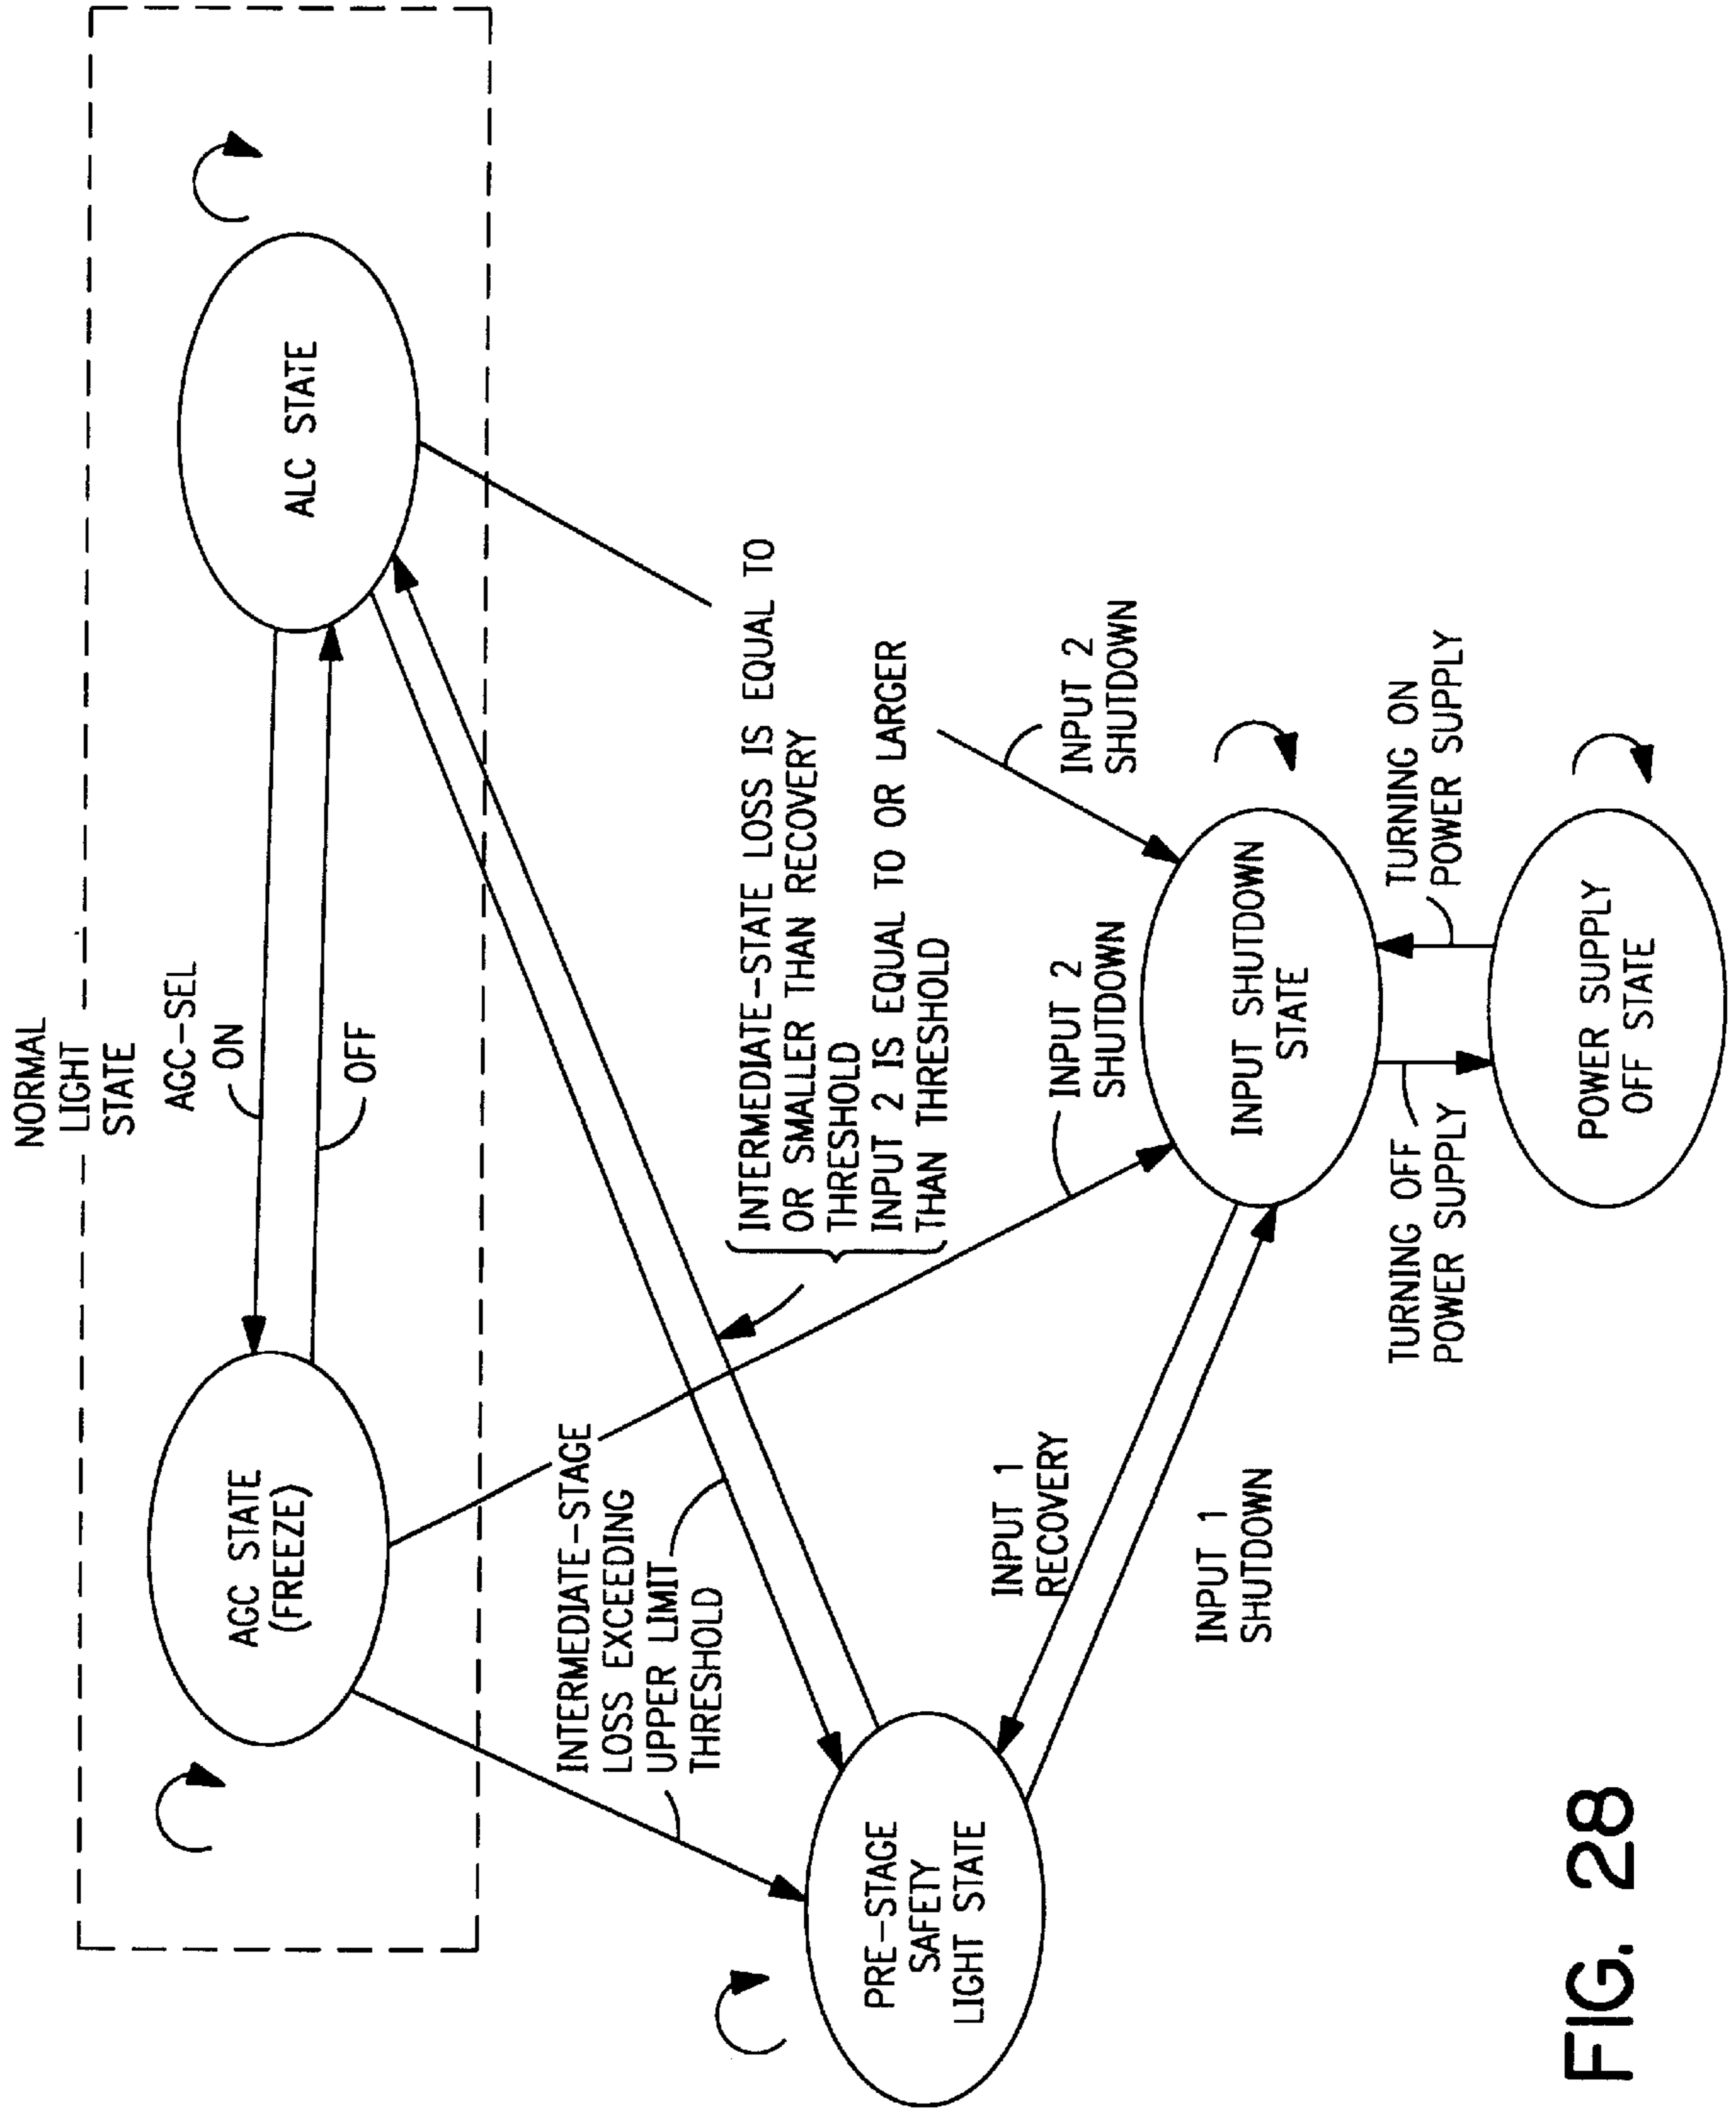 NORMAL
LIGHT
STATE
AGC-SEL
ON
OFF
AGC STATE
(FREEZE)
ALC STATE
INTERMEDIATE-STAGE
LOSS EXCEEDING
UPPER LIMIT
THRESHOLD
INTERMEDIATE-STATE LOSS IS EQUAL TO
OR SMALLER THAN RECOVERY
THRESHOLD
INPUT 2 IS EQUAL TO OR LARGER
THAN THRESHOLD
PRE-STAGE
SAFETY
LIGHT STATE
INPUT 1
RECOVERY
INPUT 1
SHUTDOWN
INPUT 2
SHUTDOWN
INPUT 2
SHUTDOWN
INPUT SHUTDOWN
STATE
TURNING OFF
POWER SUPPLY
TURNING ON
POWER SUPPLY
POWER SUPPLY
OFF STATE
FIG. 28